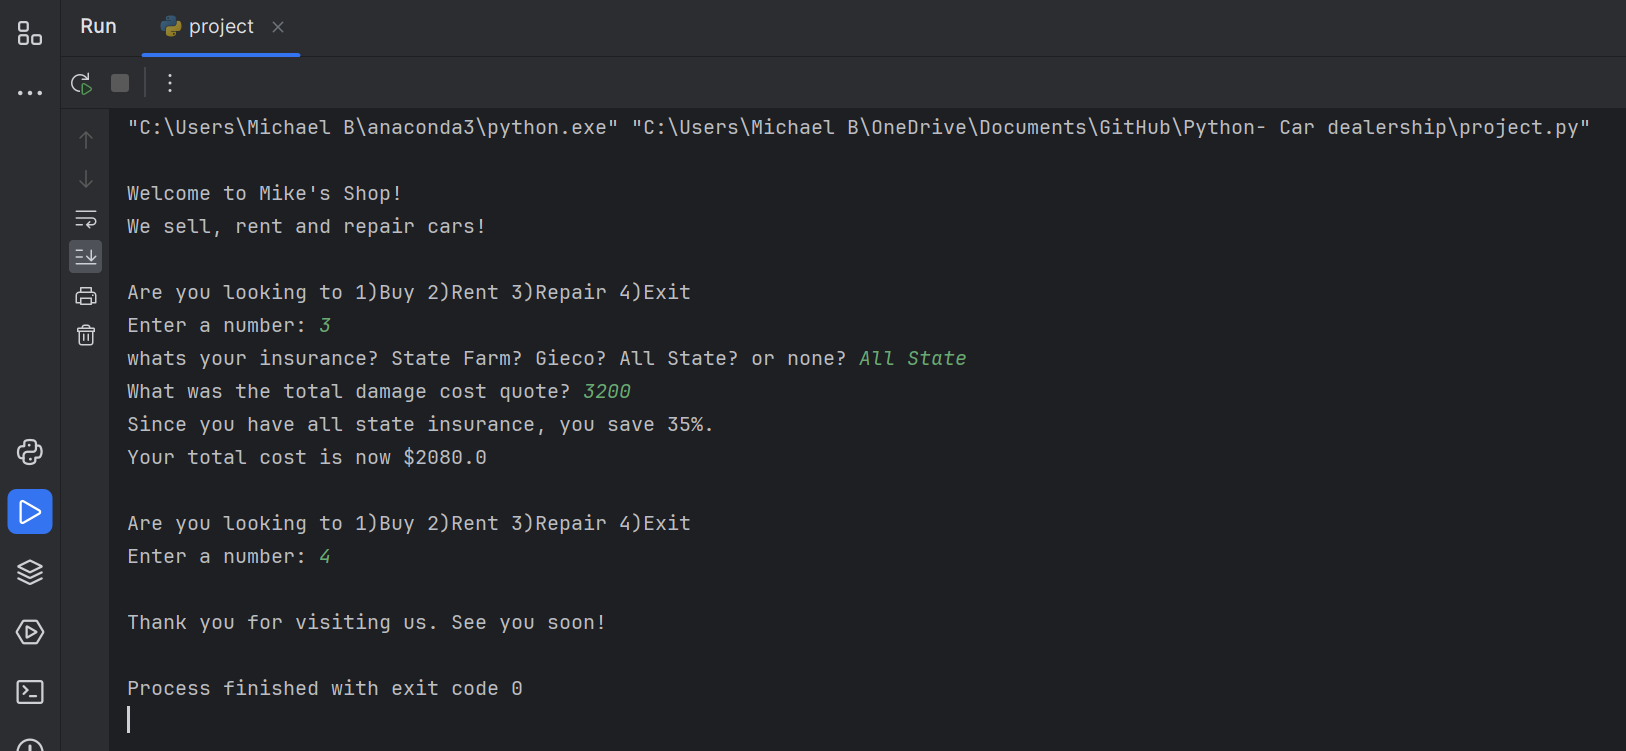 Run project
"C:\Users\Michael B\anaconda3\python.exe" "C:\Users\Michael B\OneDrive\Documents\GitHub\Python- Car dealership\project.py"
Welcome to Mike's Shop!
We sell, rent and repair cars!
Are you looking to 1)Buy 2)Rent 3)Repair 4)Exit
Enter a number: 3
whats your insurance? State Farm? Gieco? All State? or none? All State
What was the total damage cost quote? 3200
Since you have all state insurance, you save 35%.
Your total cost is now $2080.0
Are you looking to 1)Buy 2)Rent 3)Repair 4)Exit
Enter a number: 4
Thank you for visiting us. See you soon!
Process finished with exit code 0